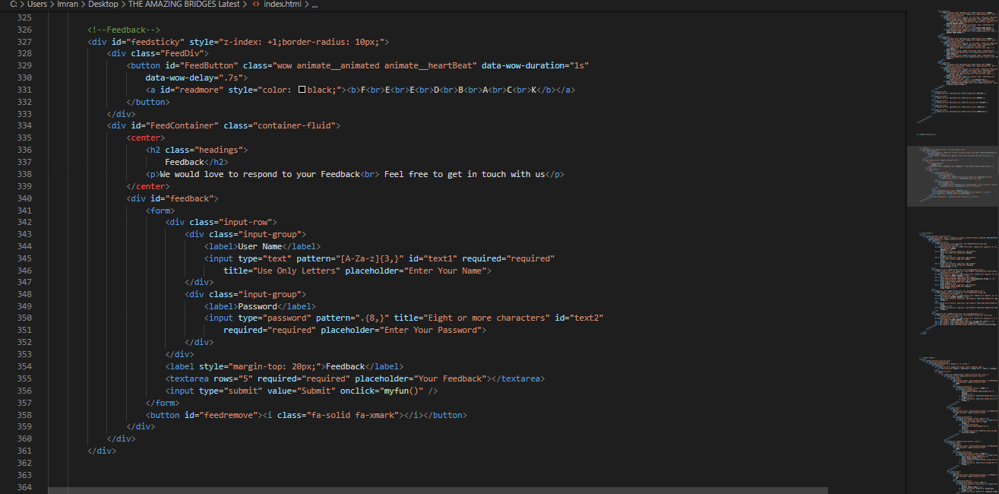 C: > Users > Imran > Desktop > THE AMAZING BRIDGES Latest > <> index.html > ...
325
326 <!--Feedback-->
327 <div id="feedsticky" style="z-index: +1;border-radius: 10px;">
328 <div class="FeedDiv">
329 <button id="FeedButton" class="wow animate__animated animate__heartBeat" data-wow-duration="1s"
330 data-wow-delay=".7s">
331 <a id="readmore" style="color: black;"><b>F<br>E<br>E<br>D<br>B<br>A<br>C<br>K</b></a>
332 </button>
333 </div>
334 <div id="FeedContainer" class="container-fluid">
335 <center>
336 <h2 class="headings">
337 Feedback</h2>
338 <p>We would love to respond to your Feedback<br> Feel free to get in touch with us</p>
339 </center>
340 <div id="feedback">
341 <form>
342 <div class="input-row">
343 <div class="input-group">
344 <label>User Name</label>
345 <input type="text" pattern="[A-Za-z]{3,}" id="text1" required="required"
346 title="Use Only Letters" placeholder="Enter Your Name">
347 </div>
348 <div class="input-group">
349 <label>Password</label>
350 <input type="password" pattern=".{8,}" title="Eight or more characters" id="text2"
351 required="required" placeholder="Enter Your Password">
352 </div>
353 </div>
354 <label style="margin-top: 20px;">Feedback</label>
355 <textarea rows="5" required="required" placeholder="Your Feedback"></textarea>
356 <input type="submit" value="Submit" onclick="myfun()" />
357 </form>
358 <button id="feedremove"><i class="fa-solid fa-xmark"></i></button>
359 </div>
360 </div>
361 </div>
362
363
364